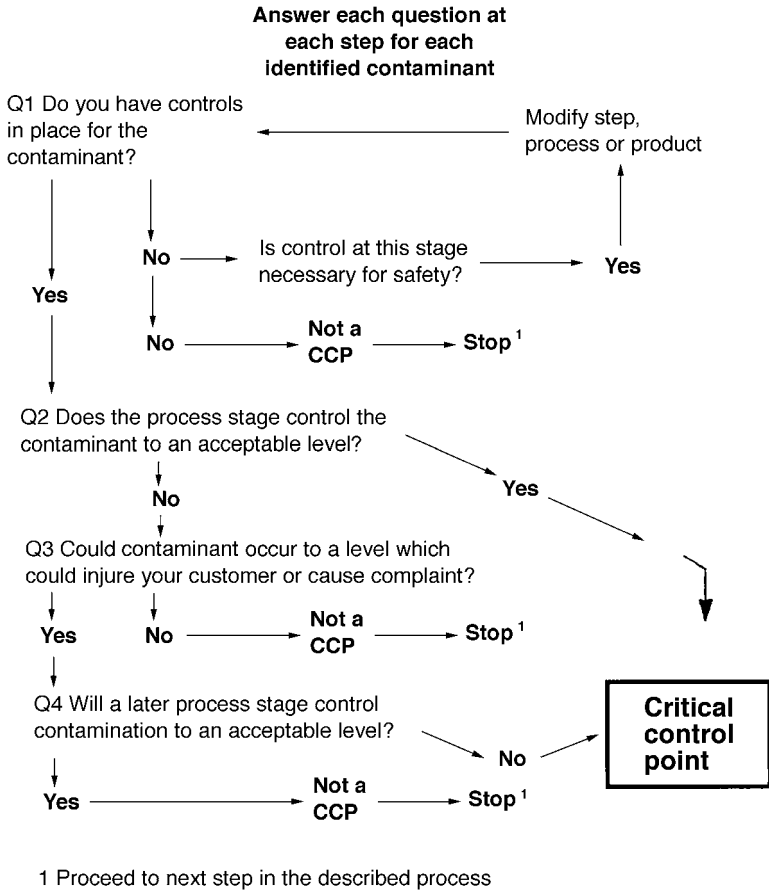 Answer each question at
each step for each
identified contaminant
Q1 Do you have controls
in place for the
contaminant?
Modify step,
process or product
No
Is control at this stage
necessary for safety?
Yes
Yes
No
Not a
CCP
Stop 1
Q2 Does the process stage control the
contaminant to an acceptable level?
Yes
No
Q3 Could contaminant occur to a level which
could injure your customer or cause complaint?
Yes
No
Not a
CCP
Stop 1
Q4 Will a later process stage control
contamination to an acceptable level?
No
Critical
control
point
Yes
Not a
CCP
Stop 1
1 Proceed to next step in the described process